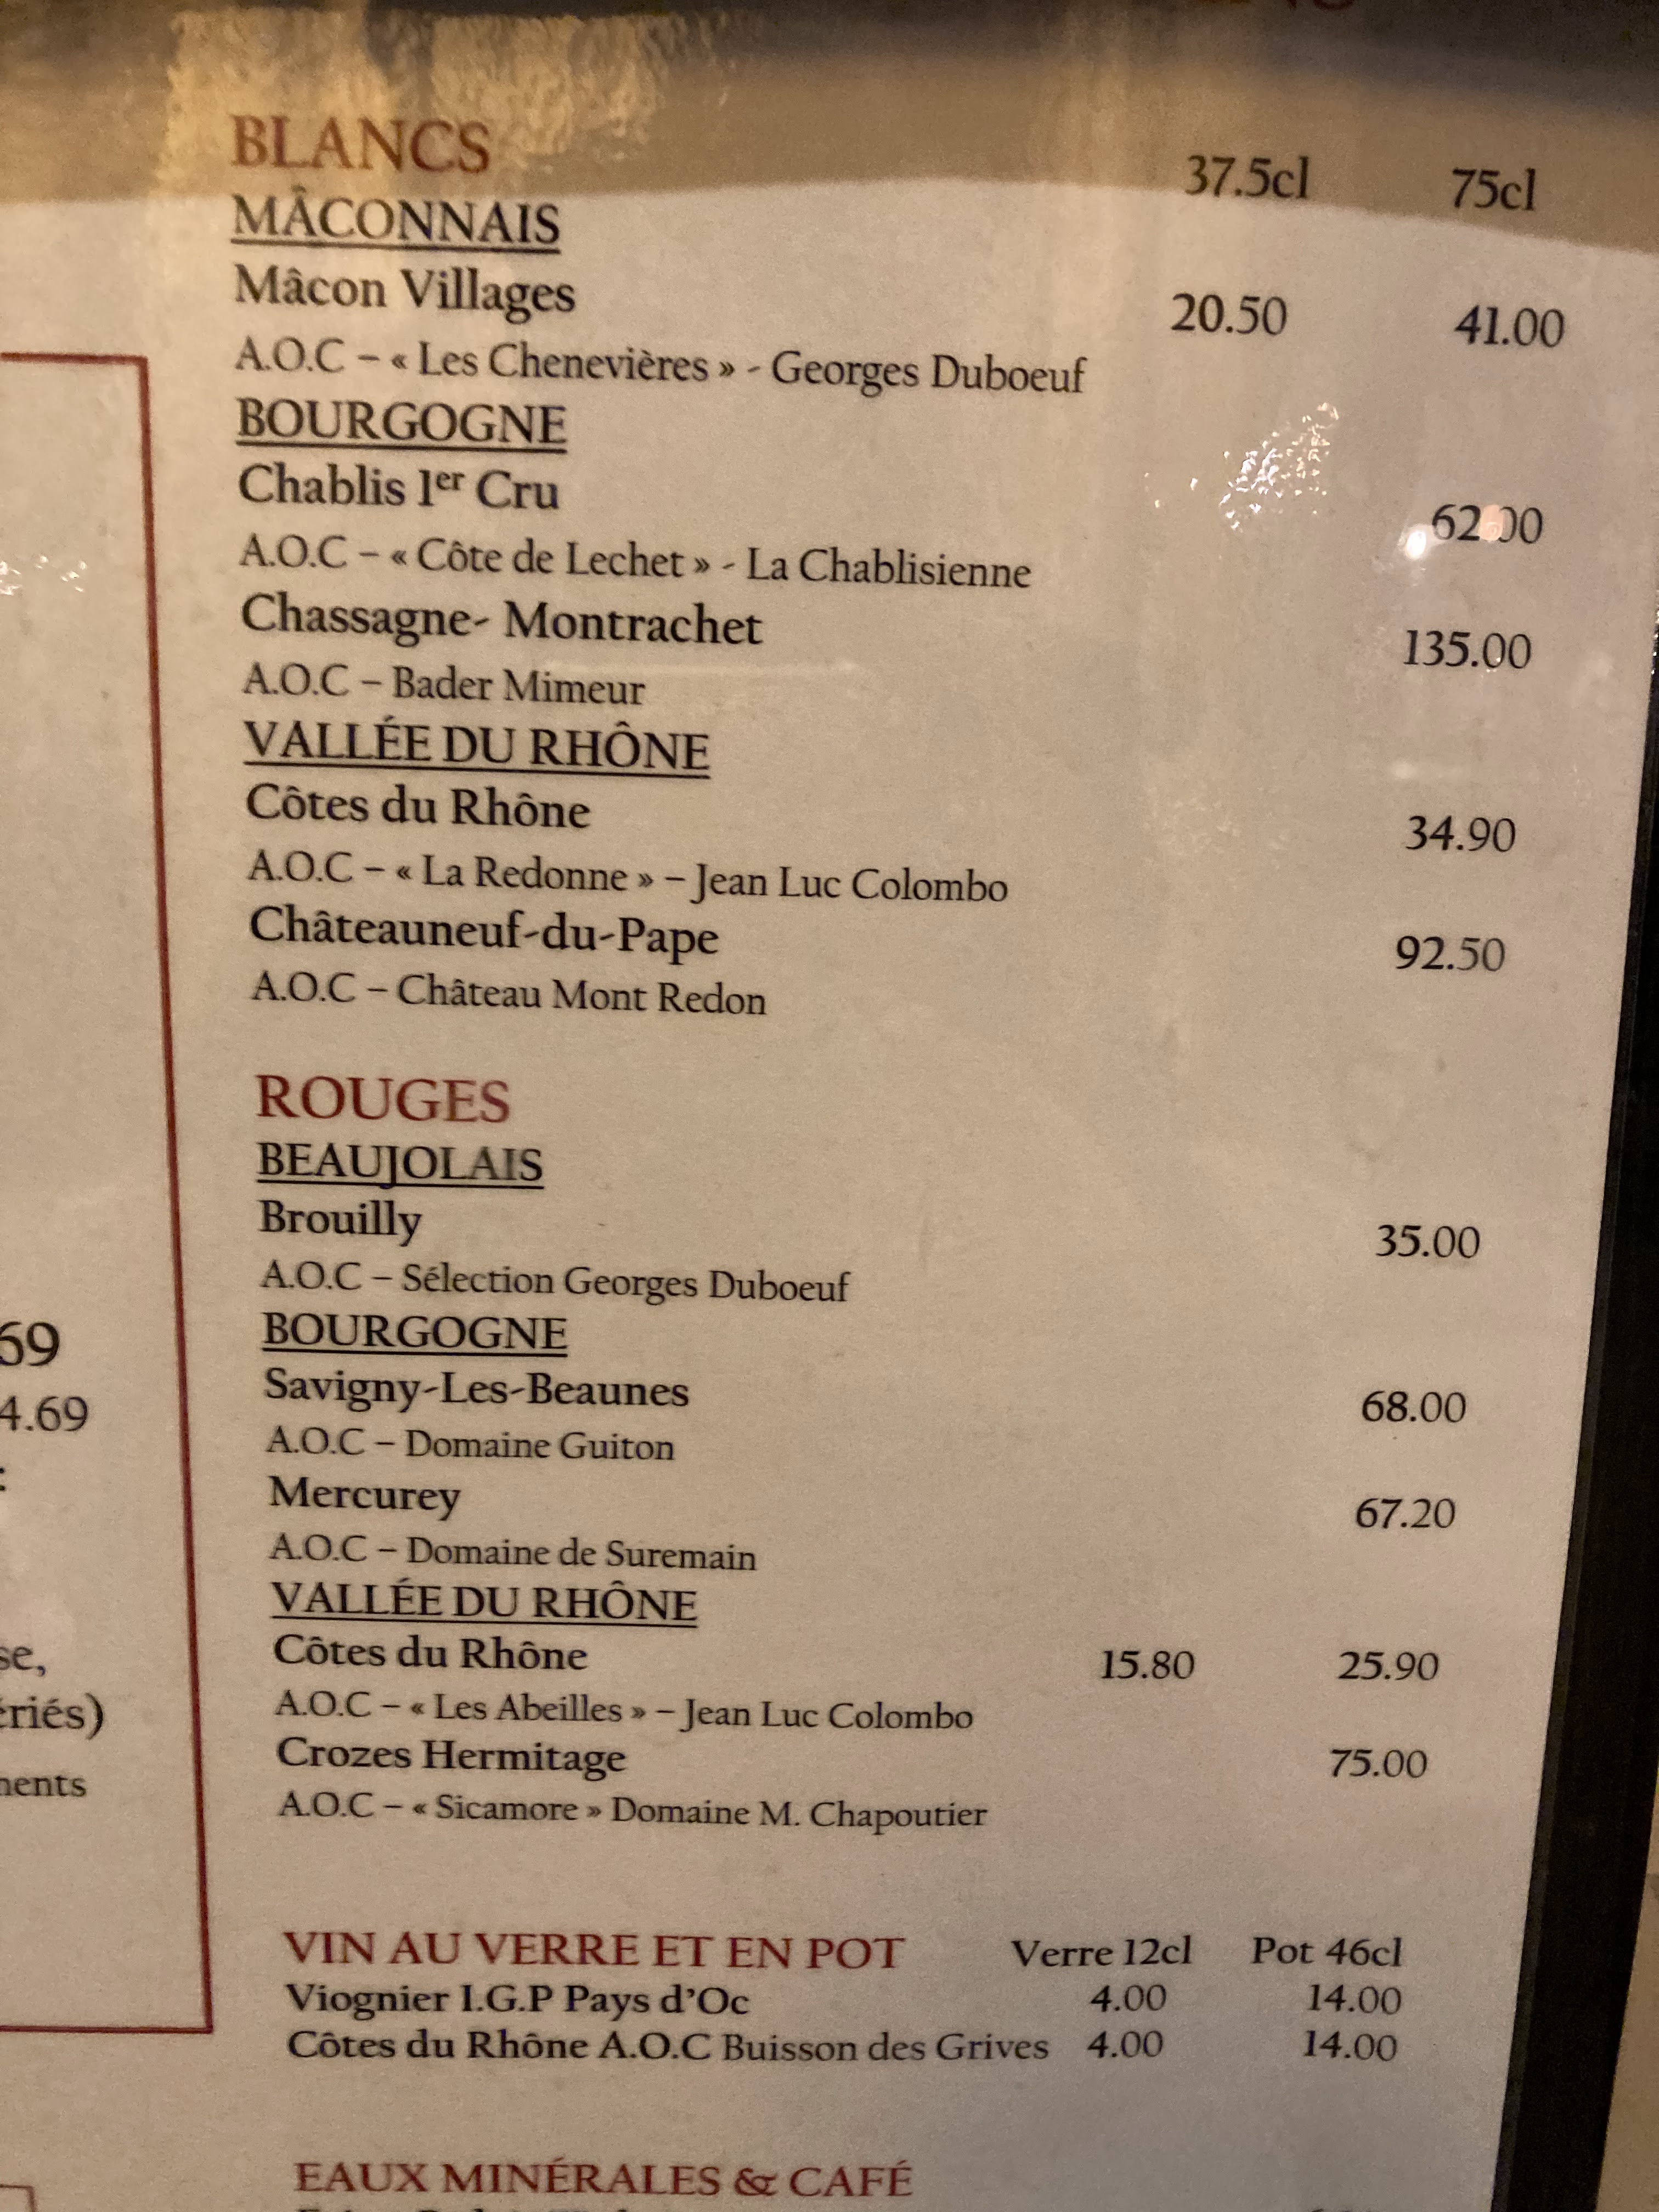 BLANCS 37.5cl 75cl
MÂCONNAIS
Mâcon Villages 20.50 41.00
A.O.C – « Les Chenevières » - Georges Duboeuf
BOURGOGNE
Chablis 1er Cru 62.00
A.O.C – « Côte de Lechet » - La Chablisienne
Chassagne- Montrachet 135.00
A.O.C – Bader Mimeur
VALLÉE DU RHÔNE
Côtes du Rhône 34.90
A.O.C – « La Redonne » – Jean Luc Colombo
Châteauneuf-du-Pape 92.50
A.O.C – Château Mont Redon
ROUGES
BEAUJOLAIS
Brouilly 35.00
A.O.C – Sélection Georges Duboeuf
BOURGOGNE
Savigny-Les-Beaunes 68.00
A.O.C – Domaine Guiton
Mercurey 67.20
A.O.C – Domaine de Suremain
VALLÉE DU RHÔNE
Côtes du Rhône 15.80 25.90
A.O.C – « Les Abeilles » – Jean Luc Colombo
Crozes Hermitage 75.00
A.O.C – « Sicamore » Domaine M. Chapoutier
VIN AU VERRE ET EN POT Verre 12cl Pot 46cl
Viognier I.G.P Pays d'Oc 4.00 14.00
Côtes du Rhône A.O.C Buisson des Grives 4.00 14.00
EAUX MINÉRALES & CAFÉ
69
4.69
:
se,
ériés)
ments